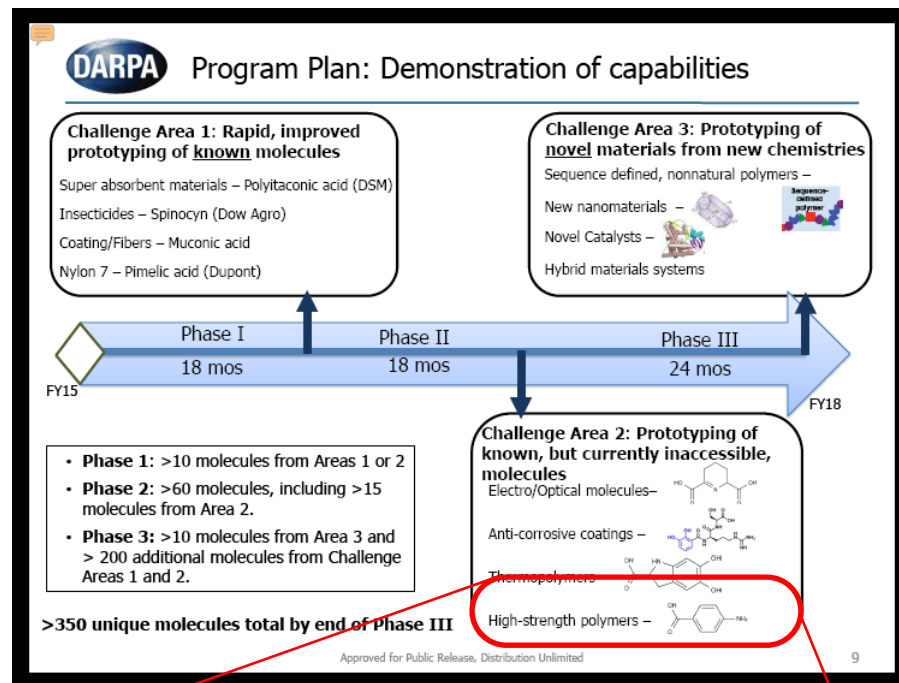 DARPA Program Plan: Demonstration of capabilities
Challenge Area 1: Rapid, improved
prototyping of known molecules
Super absorbent materials – Polyitaconic acid (DSM)
Insecticides – Spinocyn (Dow Agro)
Coating/Fibers – Muconic acid
Nylon 7 – Pimelic acid (Dupont)
Challenge Area 3: Prototyping of
novel materials from new chemistries
Sequence defined, nonnatural polymers –
Sequence-
defined
polymer
New nanomaterials –
Novel Catalysts –
Hybrid materials systems
Phase I
Phase II
Phase III
18 mos
18 mos
24 mos
FY15
FY18
• Phase 1: >10 molecules from Areas 1 or 2
• Phase 2: >60 molecules, including >15
molecules from Area 2.
• Phase 3: >10 molecules from Area 3 and
> 200 additional molecules from Challenge
Areas 1 and 2.
>350 unique molecules total by end of Phase III
Challenge Area 2: Prototyping of
known, but currently inaccessible,
molecules
Electro/Optical molecules–
Anti-corrosive coatings –
Thermopolymers
High-strength polymers –
Approved for Public Release, Distribution Unlimited
9